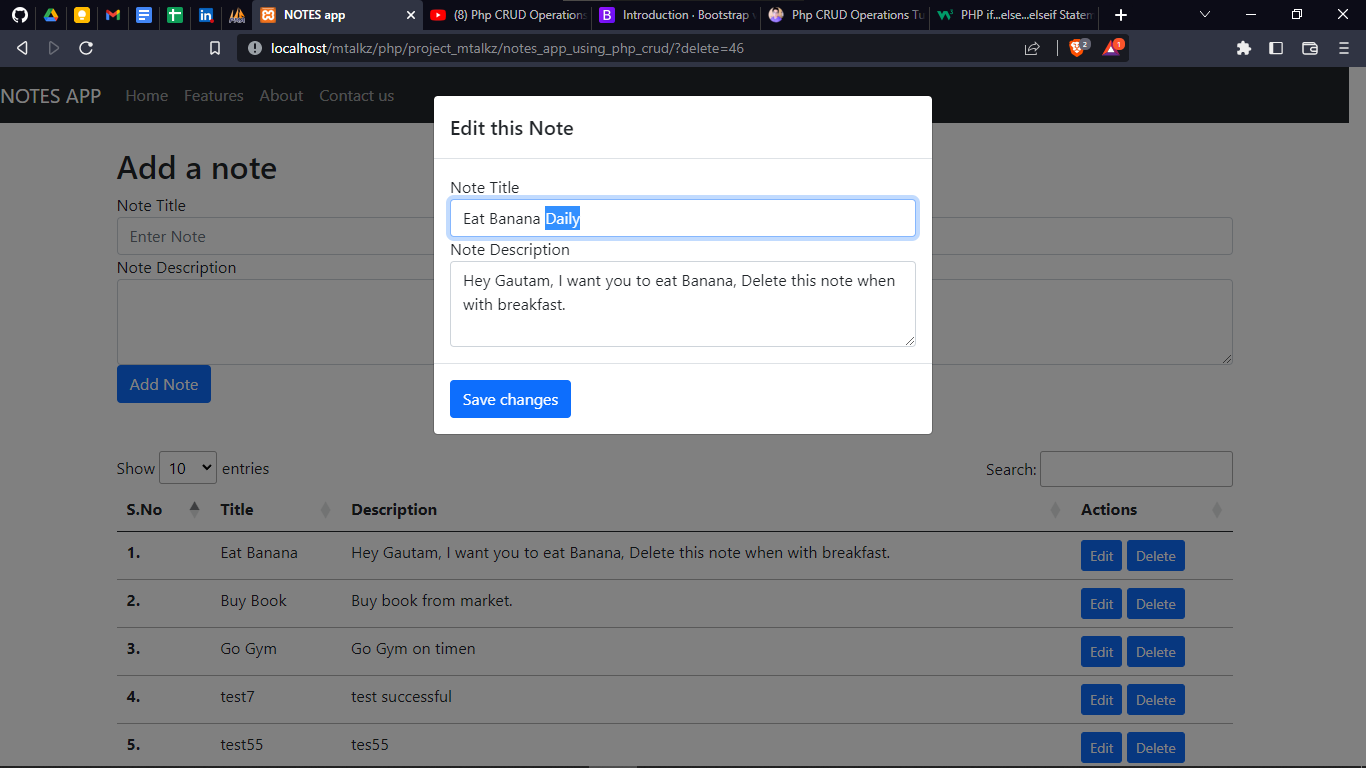 NOTES app
(8) Php CRUD Operations
B Introduction · Bootstrap v
Php CRUD Operations Tu
PHP if...else...elseif Statem
localhost/mtalkz/php/project_mtalkz/notes_app_using_php_crud/?delete=46
2
1
NOTES APP Home Features About Contact us
Edit this Note
Note Title
Eat Banana Daily
Note Description
Hey Gautam, I want you to eat Banana, Delete this note when
with breakfast.
Save changes
Add a note
Note Title
Enter Note
Note Description
Add Note
Show 10 entries
Search:
S.No Title Description Actions
1. Eat Banana Hey Gautam, I want you to eat Banana, Delete this note when with breakfast. Edit Delete
2. Buy Book Buy book from market. Edit Delete
3. Go Gym Go Gym on timen Edit Delete
4. test7 test successful Edit Delete
5. test55 tes55 Edit Delete